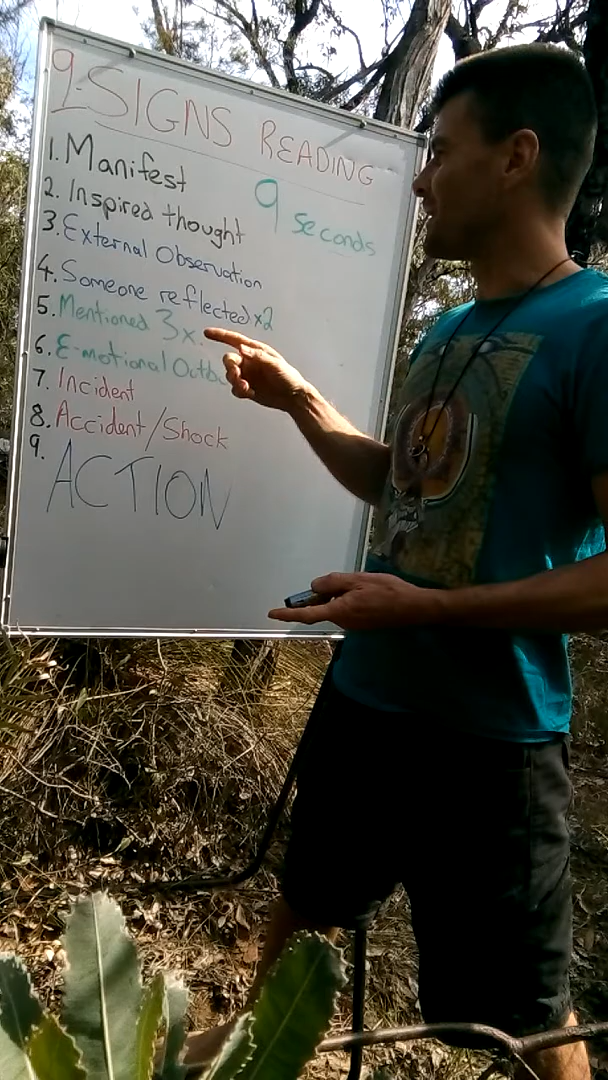 9-SIGNS READING
9 seconds
1. Manifest
2. Inspired thought
3. External Observation
4. Someone reflected x2
5. Mentioned 3x.
6. E-motional
7. Incident
8. Accident/Shock
9. ACTION